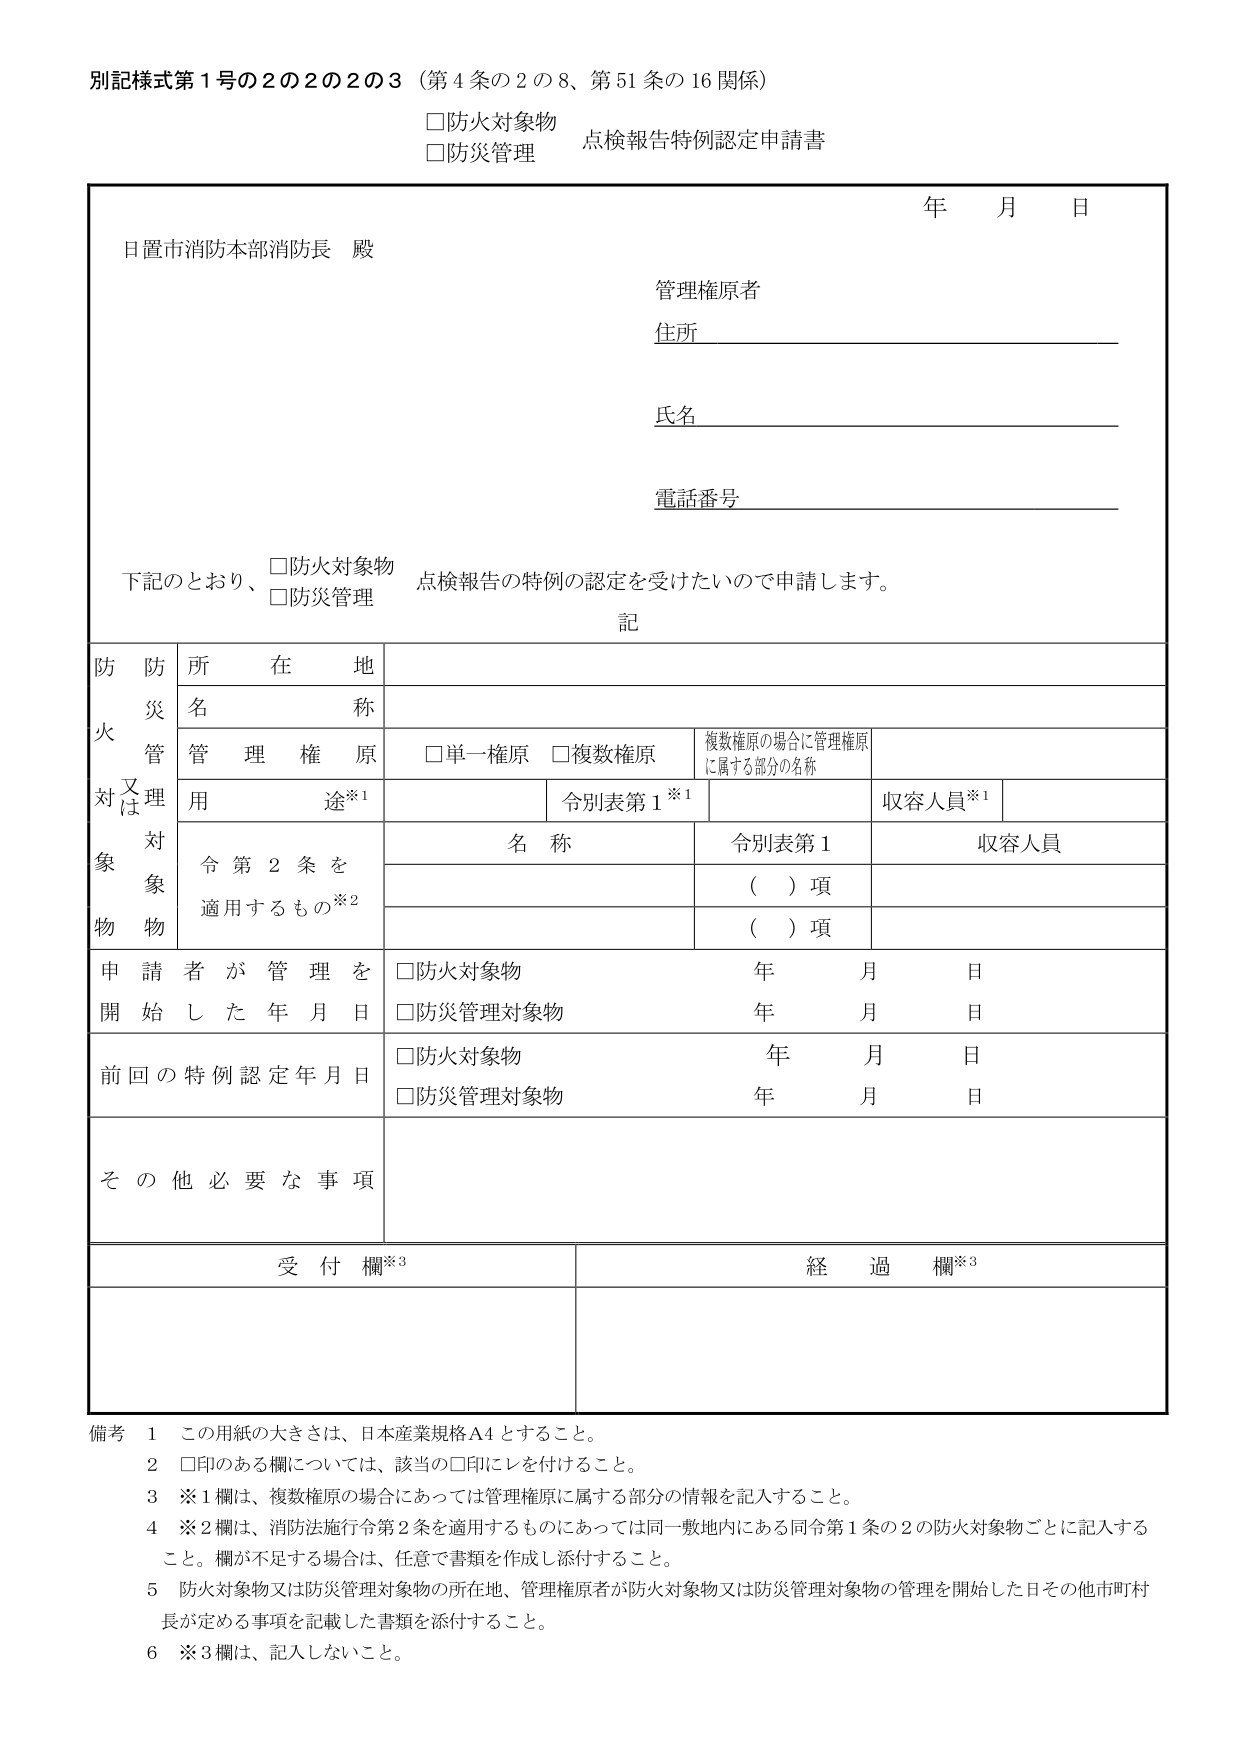 別記様式第１号の２の２の２の３（第４条の２の８、第51条の16関係）
□防火対象物
□防災管理
点検報告特例認定申請書
年　月　日
日置市消防本部消防長　殿
管理権原者
住所
氏名
電話番号
下記のとおり、
□防火対象物
□防災管理
点検報告の特例の認定を受けたいので申請します。
記
防火対象物
又は
防災管理対象物
所在地
名称
管理権原
□単一権原　□複数権原
複数権原の場合に管理権原
に属する部分の名称
用途※1
令別表第１※1
収容人員※1
令第２条を
適用するもの※2
名　称
令別表第１
収容人員
（　）項
（　）項
申請者が管理を
開始した年月日
□防火対象物　年　月　日
□防災管理対象物　年　月　日
前回の特例認定年月日
□防火対象物　年　月　日
□防災管理対象物　年　月　日
その他必要な事項
受　付　欄※3
経　過　欄※3
備考　１　この用紙の大きさは、日本産業規格A4とすること。
２　□印のある欄については、該当の□印にレを付けること。
３　※１欄は、複数権原の場合にあっては管理権原に属する部分の情報を記入すること。
４　※２欄は、消防法施行令第２条を適用するものにあっては同一敷地内にある同令第１条の２の防火対象物ごとに記入する
こと。欄が不足する場合は、任意で書類を作成し添付すること。
５　防火対象物又は防災管理対象物の所在地、管理権原者が防火対象物又は防災管理対象物の管理を開始した日その他市町村
長が定める事項を記載した書類を添付すること。
６　※３欄は、記入しないこと。